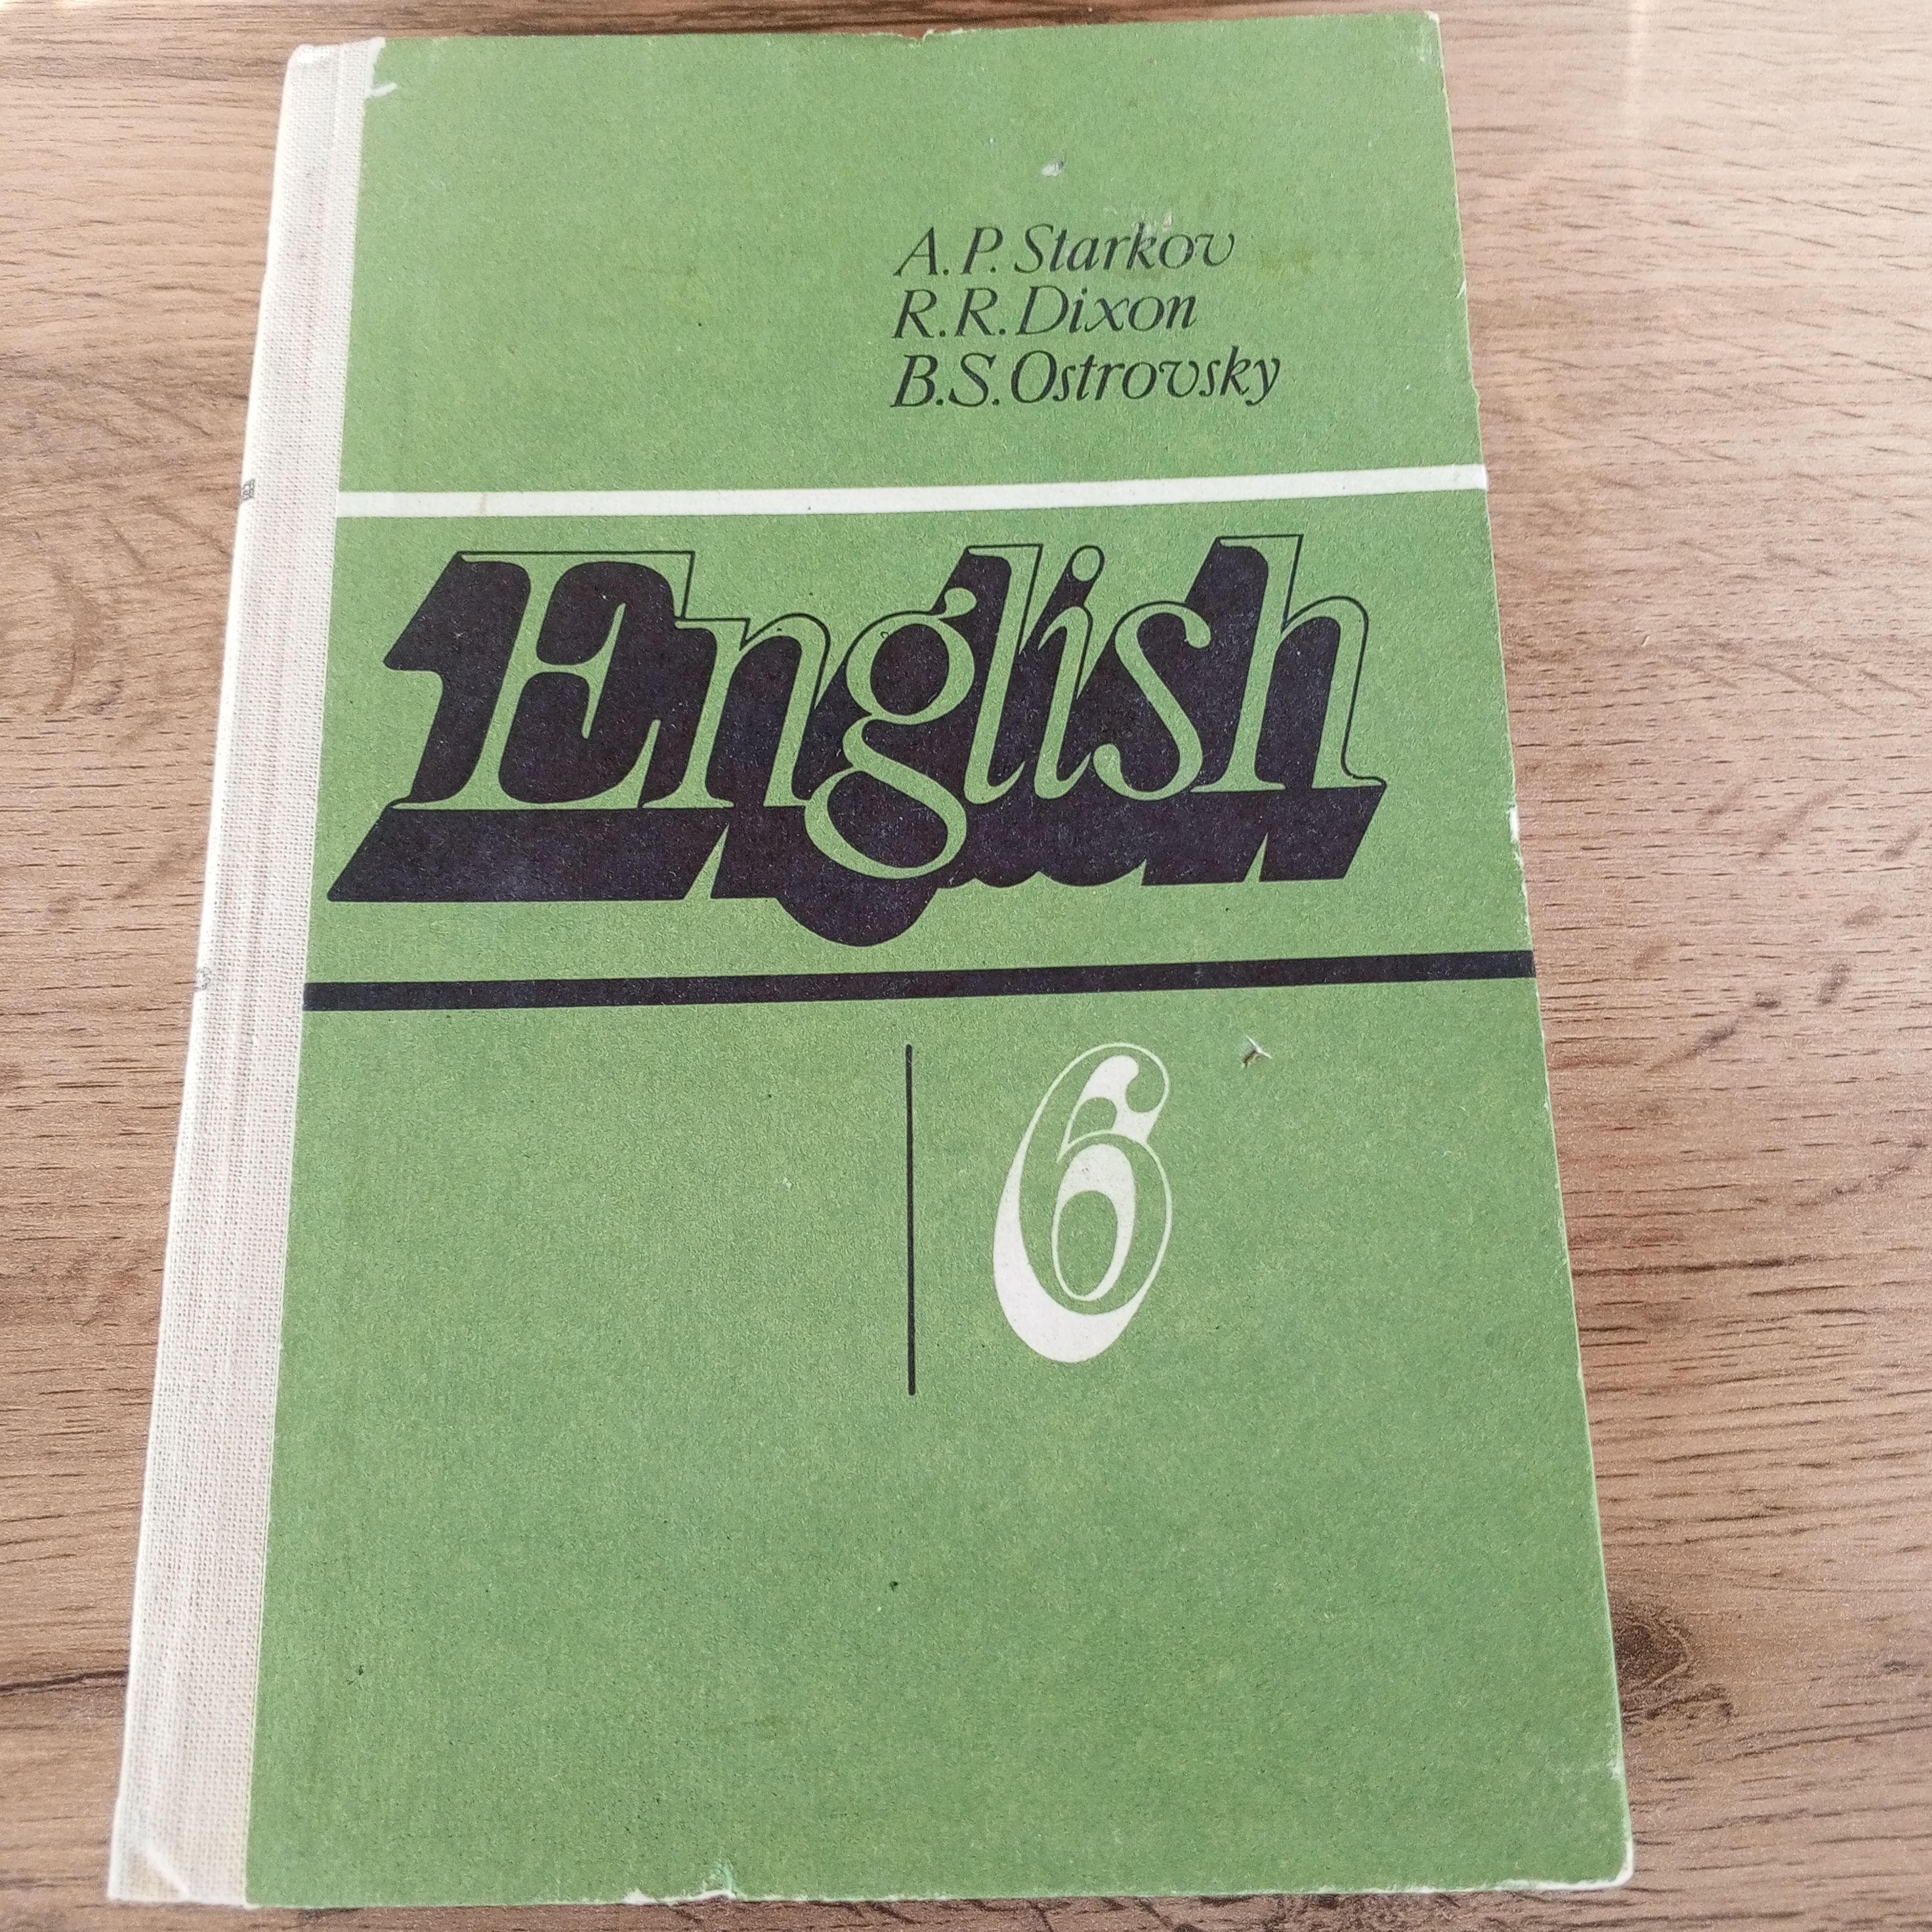 A. P. Starkov
R. R. Dixon
B. S. Ostrovsky
English
6